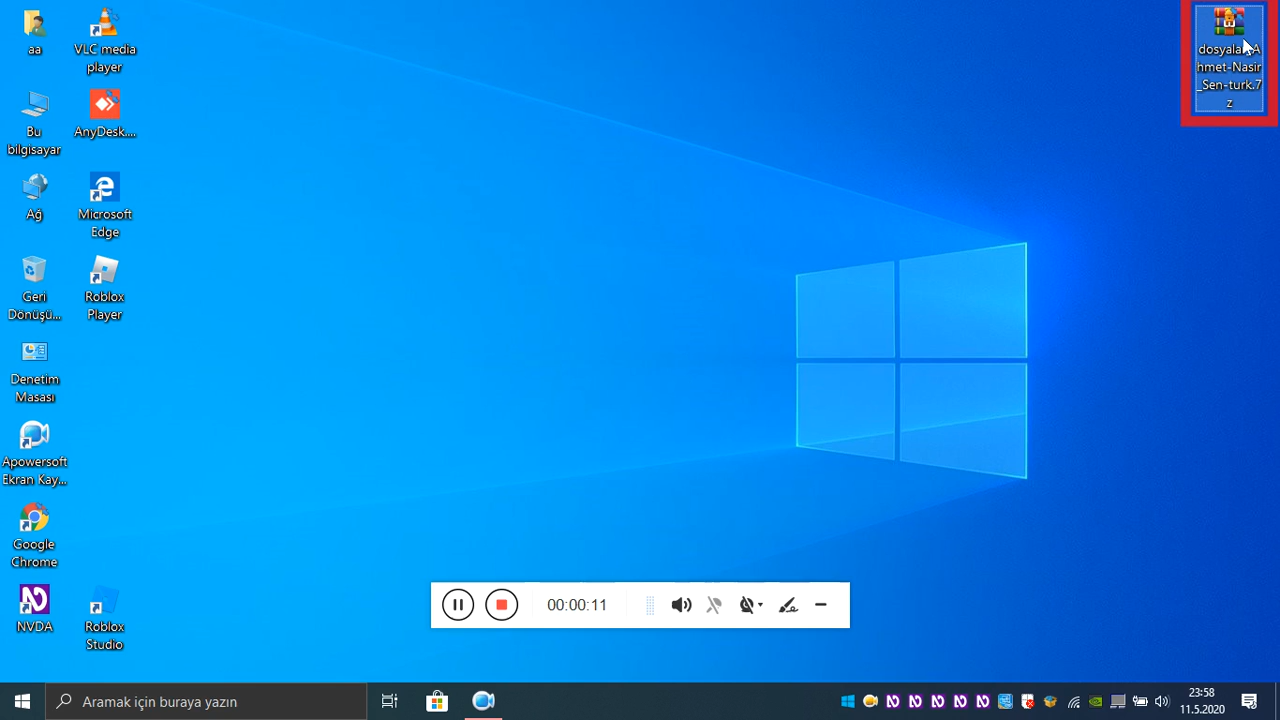 aa
VLC media
player
Bu
bilgisayar
AnyDesk....
Ağ
Microsoft
Edge
Geri
Dönüşü...
Roblox
Player
Denetim
Masası
Apowersoft
Ekran Kay...
Google
Chrome
NVDA
Roblox
Studio
hmet-Nasir
_Sen-turk.7
z
00:00:11
Aramak için buraya yazın
23:58
11.5.2020